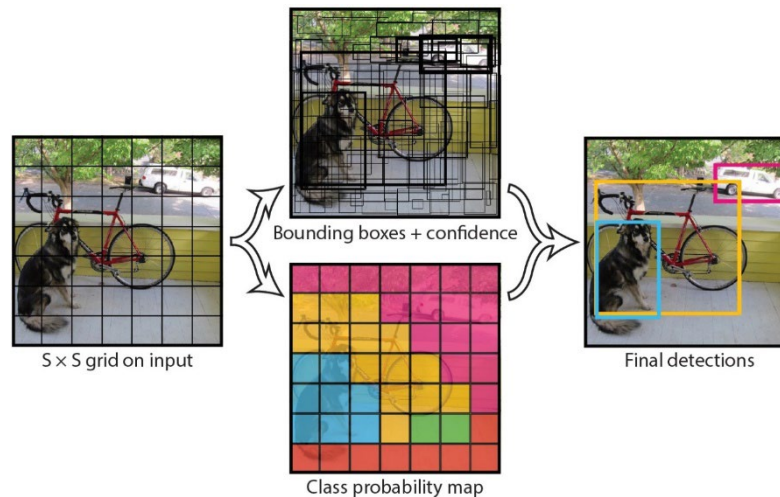 S × S grid on input
Bounding boxes + confidence
Class probability map
Final detections